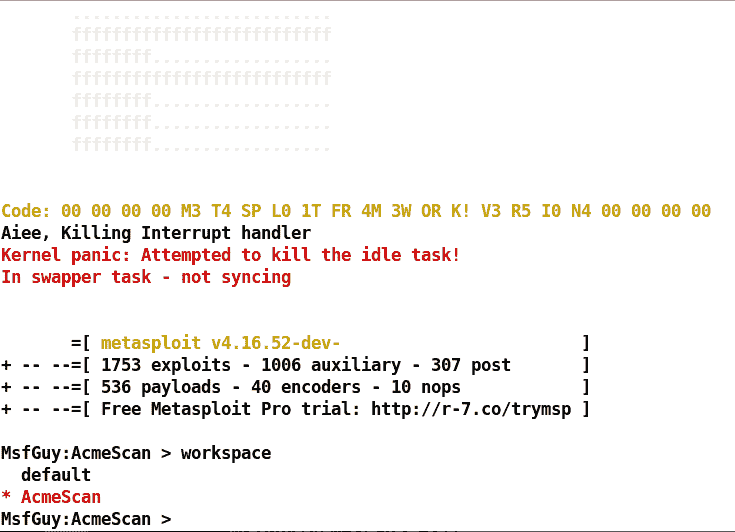 ..........................
ffffffffffffffffffffffffff
ffffffff..................
ffffffffffffffffffffffffff
ffffffff..................
ffffffff..................
ffffffff..................
Code: 00 00 00 00 M3 T4 SP L0 1T FR 4M 3W OR K! V3 R5 I0 N4 00 00 00 00
Aiee, Killing Interrupt handler
Kernel panic: Attempted to kill the idle task!
In swapper task - not syncing
=[ metasploit v4.16.52-dev- ]
+ -- --=[ 1753 exploits - 1006 auxiliary - 307 post ]
+ -- --=[ 536 payloads - 40 encoders - 10 nops ]
+ -- --=[ Free Metasploit Pro trial: http://r-7.co/trymsp ]
MsfGuy:AcmeScan > workspace
default
* AcmeScan
MsfGuy:AcmeScan >